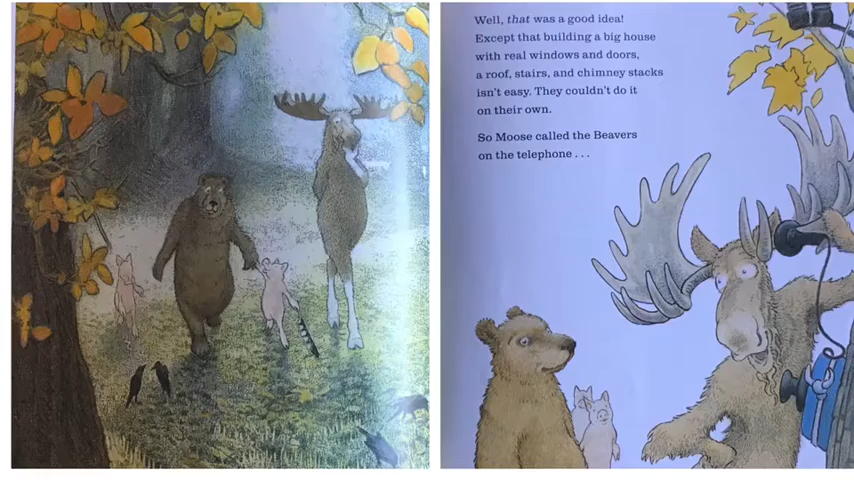 Well, that was a good idea!
Except that building a big house
with real windows and doors,
a roof, stairs, and chimney stacks
isn't easy. They couldn't do it
on their own.
So Moose called the Beavers
on the telephone . . .